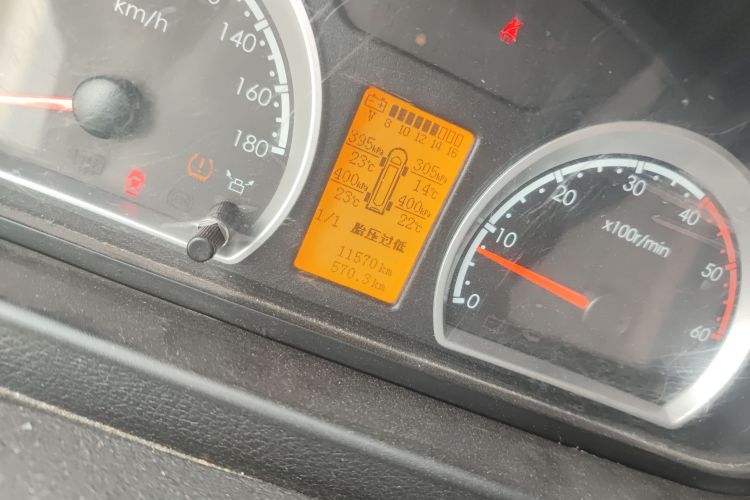 km/h
140
160
180
V 8 10 12 14 16
395kPa 305kPa
23℃ 14℃
400kPa 400kPa
23℃ 22℃
1/1 胎压过低
11570km
570.3km
0
10
20
30
40
50
60
x100r/min